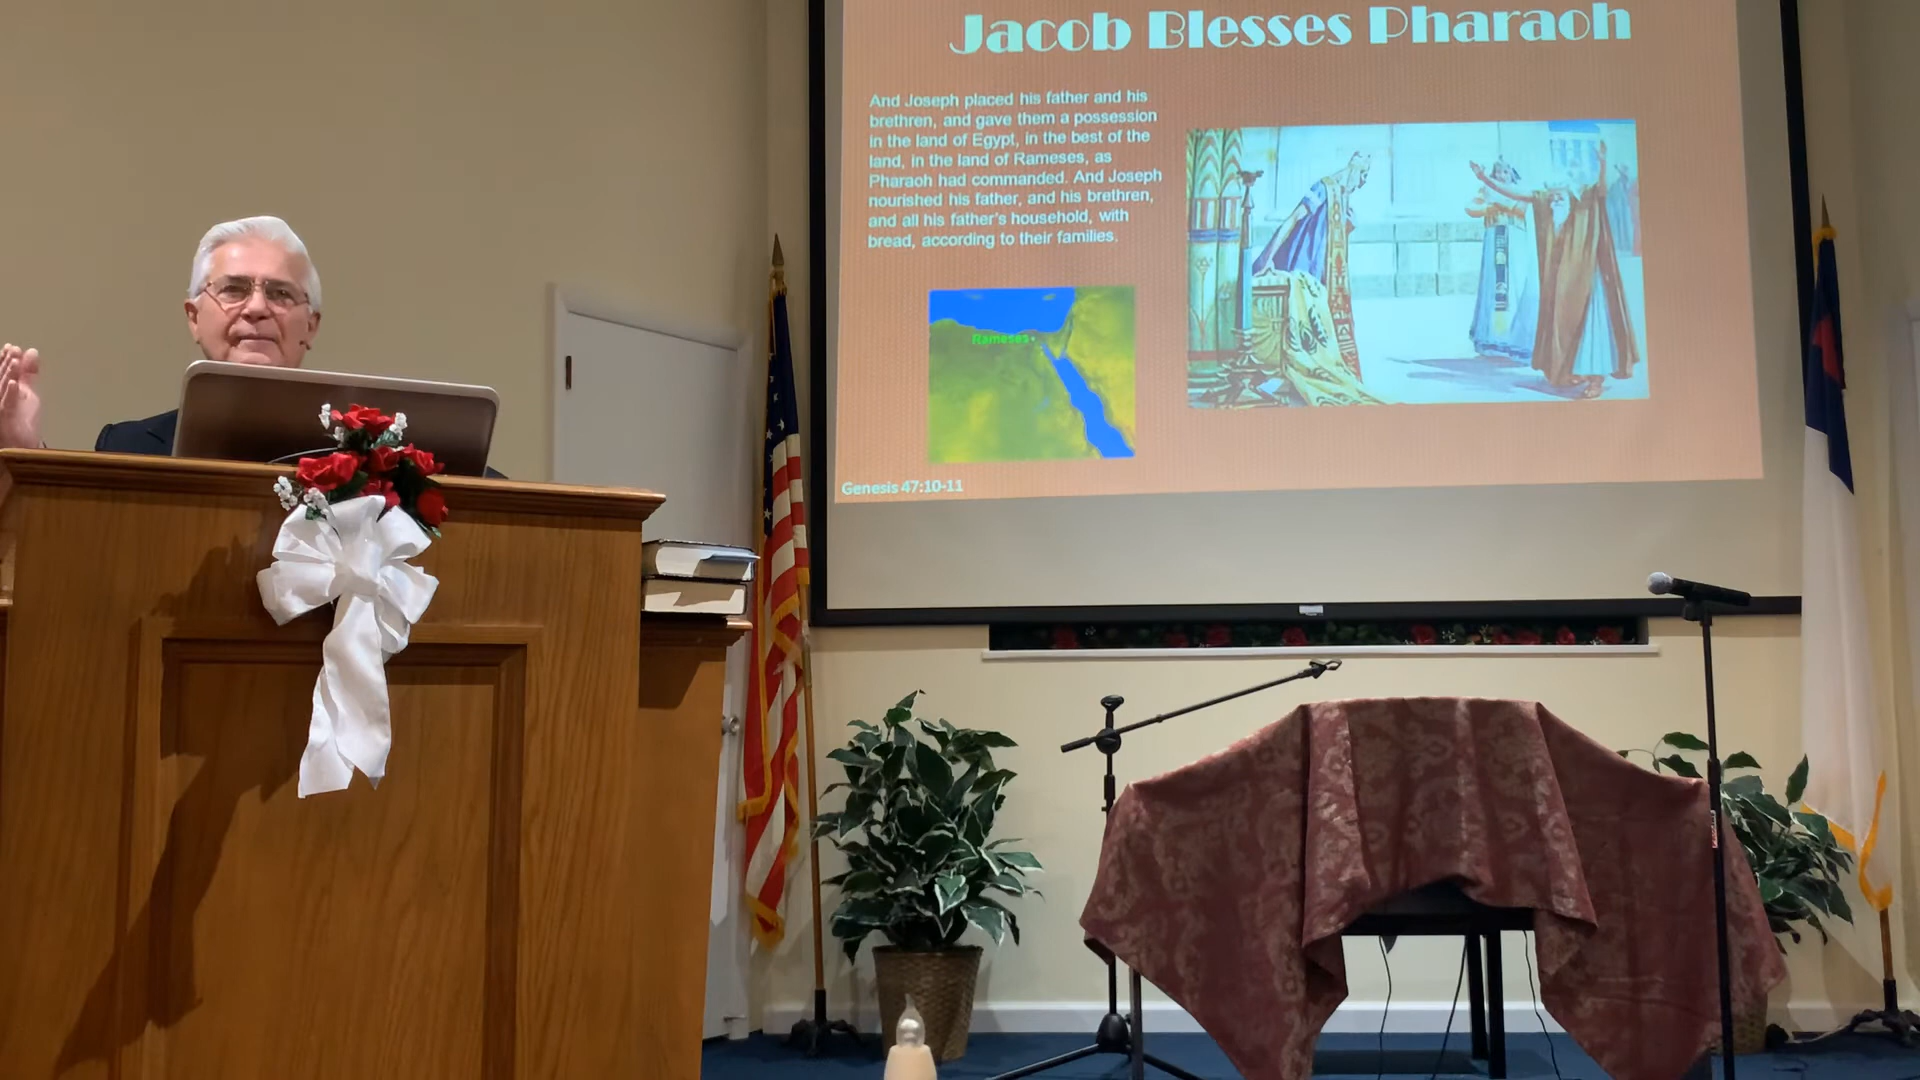 Jacob Blesses Pharaoh
And Joseph placed his father and his
brethren, and gave them a possession
in the land of Egypt, in the best of the
land, in the land of Rameses, as
Pharaoh had commanded. And Joseph
nourished his father, and his brethren,
and all his father's household, with
bread, according to their families.
Rameses
Genesis 47:10-11